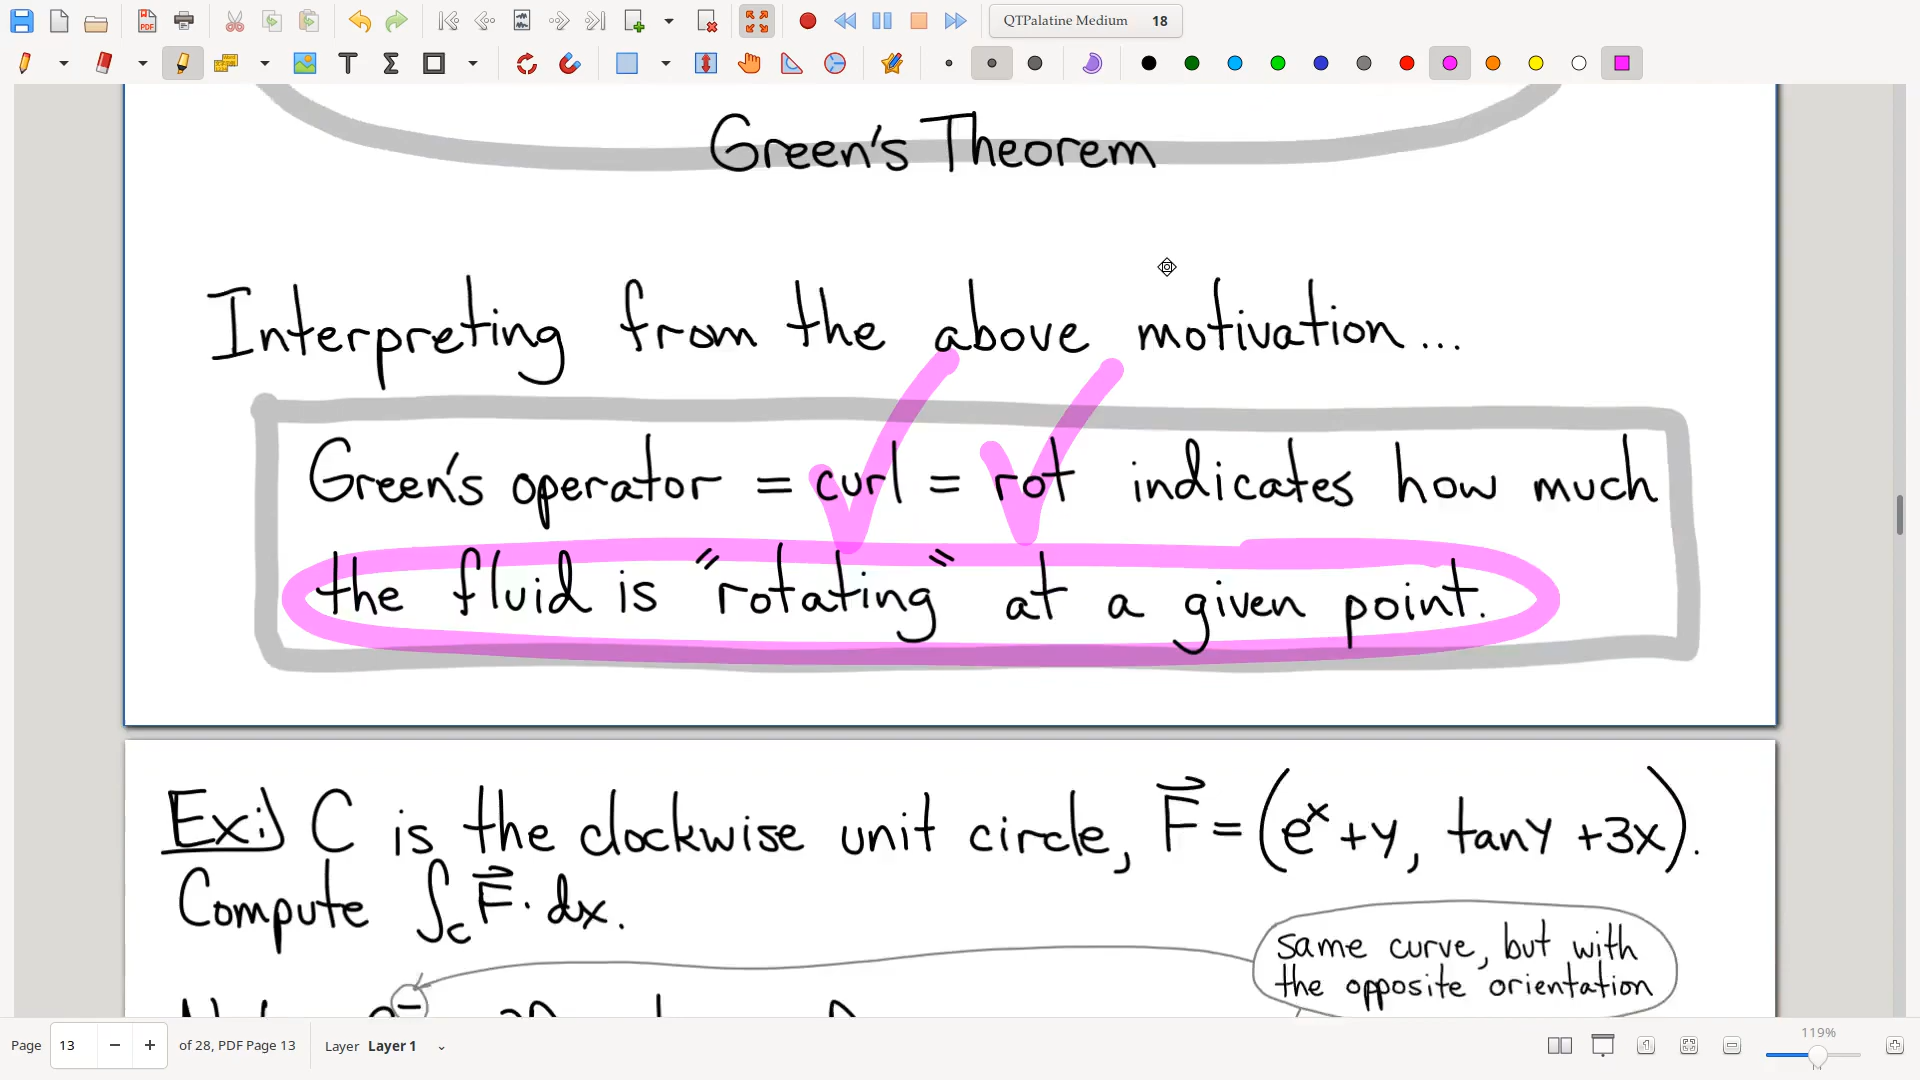 QTPalatine Medium 18
Green's Theorem
Interpreting from the above motivation...
Green's operator = curl = rot indicates how much
the fluid is "rotating" at a given point.
Ex:) C is the clockwise unit circle, F⃗ = (eˣ + y, tan y + 3x).
Compute ∫_C F⃗ · dx.
same curve, but with
the opposite orientation
Page 13 − + of 28, PDF Page 13 Layer Layer 1 119%